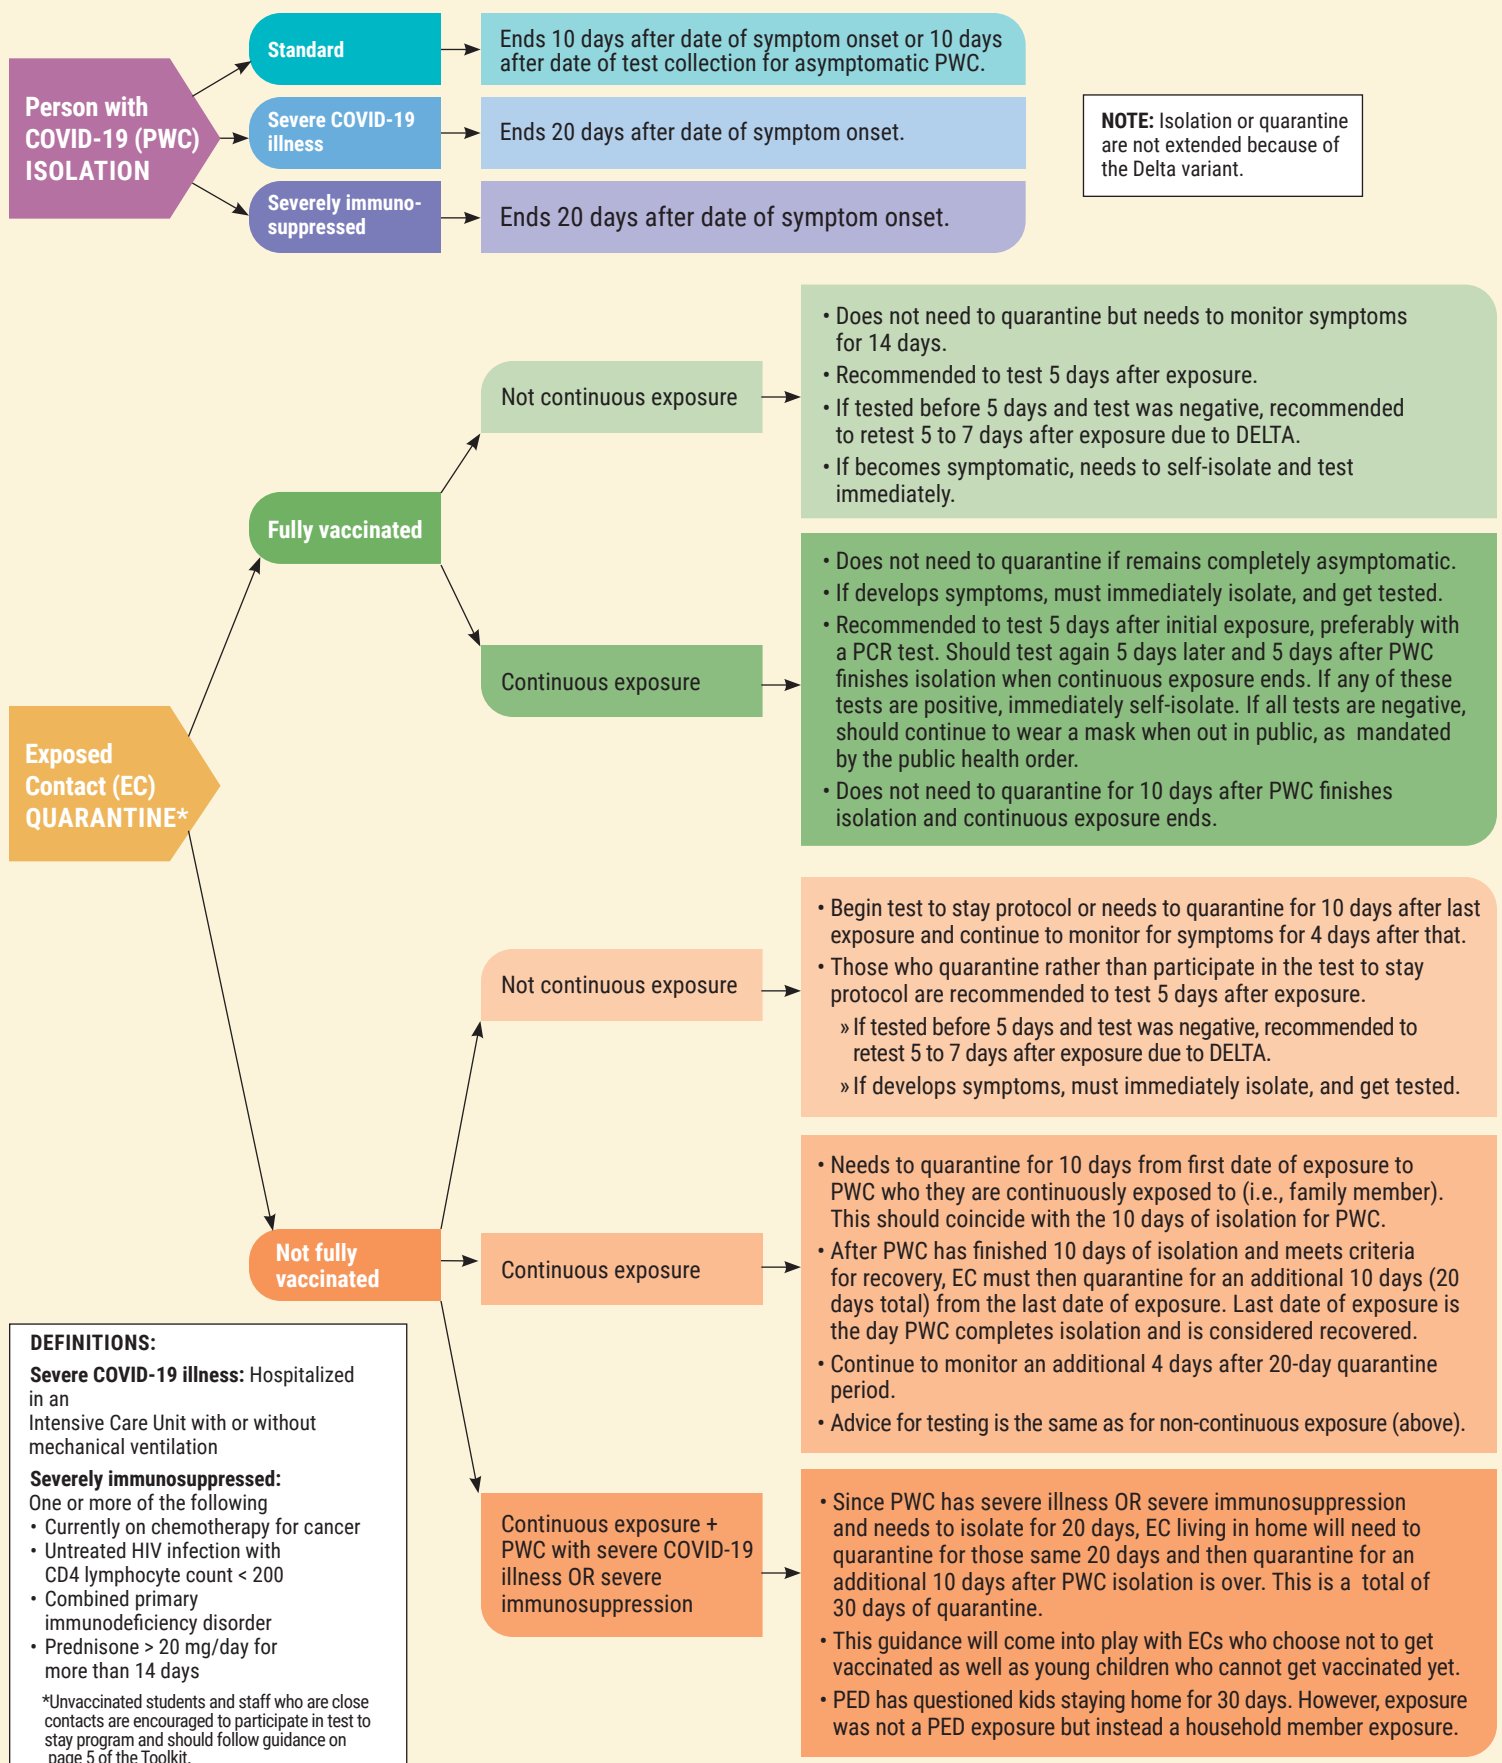 Person with
COVID-19 (PWC)
ISOLATION
Standard
Ends 10 days after date of symptom onset or 10 days
after date of test collection for asymptomatic PWC.
Severe COVID-19
illness
Ends 20 days after date of symptom onset.
Severely immuno-
suppressed
Ends 20 days after date of symptom onset.
NOTE: Isolation or quarantine
are not extended because of
the Delta variant.
Exposed
Contact (EC)
QUARANTINE*
Fully vaccinated
Not continuous exposure
• Does not need to quarantine but needs to monitor symptoms
for 14 days.
• Recommended to test 5 days after exposure.
• If tested before 5 days and test was negative, recommended
to retest 5 to 7 days after exposure due to DELTA.
• If becomes symptomatic, needs to self-isolate and test
immediately.
Continuous exposure
• Does not need to quarantine if remains completely asymptomatic.
• If develops symptoms, must immediately isolate, and get tested.
• Recommended to test 5 days after initial exposure, preferably with
a PCR test. Should test again 5 days later and 5 days after PWC
finishes isolation when continuous exposure ends. If any of these
tests are positive, immediately self-isolate. If all tests are negative,
should continue to wear a mask when out in public, as mandated
by the public health order.
• Does not need to quarantine for 10 days after PWC finishes
isolation and continuous exposure ends.
Not fully
vaccinated
Not continuous exposure
• Begin test to stay protocol or needs to quarantine for 10 days after last
exposure and continue to monitor for symptoms for 4 days after that.
• Those who quarantine rather than participate in the test to stay
protocol are recommended to test 5 days after exposure.
» If tested before 5 days and test was negative, recommended to
retest 5 to 7 days after exposure due to DELTA.
» If develops symptoms, must immediately isolate, and get tested.
Continuous exposure
• Needs to quarantine for 10 days from first date of exposure to
PWC who they are continuously exposed to (i.e., family member).
This should coincide with the 10 days of isolation for PWC.
• After PWC has finished 10 days of isolation and meets criteria
for recovery, EC must then quarantine for an additional 10 days (20
days total) from the last date of exposure. Last date of exposure is
the day PWC completes isolation and is considered recovered.
• Continue to monitor an additional 4 days after 20-day quarantine
period.
• Advice for testing is the same as for non-continuous exposure (above).
Continuous exposure +
PWC with severe COVID-19
illness OR severe
immunosuppression
• Since PWC has severe illness OR severe immunosuppression
and needs to isolate for 20 days, EC living in home will need to
quarantine for those same 20 days and then quarantine for an
additional 10 days after PWC isolation is over. This is a total of
30 days of quarantine.
• This guidance will come into play with ECs who choose not to get
vaccinated as well as young children who cannot get vaccinated yet.
• PED has questioned kids staying home for 30 days. However, exposure
was not a PED exposure but instead a household member exposure.
DEFINITIONS:
Severe COVID-19 illness: Hospitalized
in an
Intensive Care Unit with or without
mechanical ventilation
Severely immunosuppressed:
One or more of the following
• Currently on chemotherapy for cancer
• Untreated HIV infection with
CD4 lymphocyte count < 200
• Combined primary
immunodeficiency disorder
• Prednisone > 20 mg/day for
more than 14 days
*Unvaccinated students and staff who are close
contacts are encouraged to participate in test to
stay program and should follow guidance on
page 5 of the Toolkit.